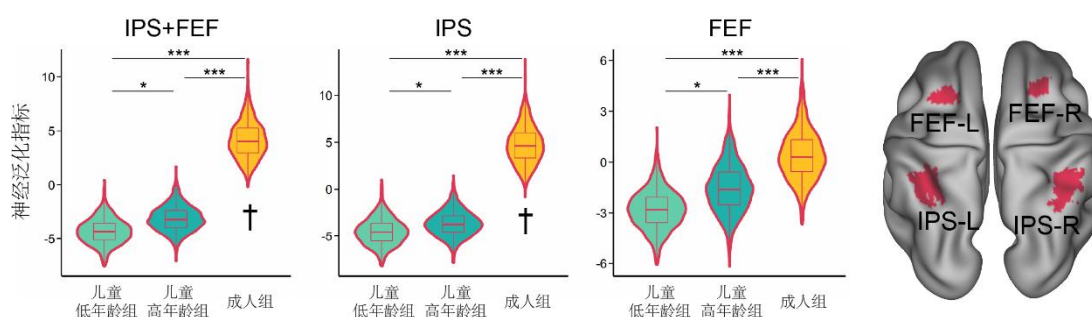 IPS+FEF
神经泛化指标
10
5
0
-5
***
***
*
†
儿童
低年龄组
儿童
高年龄组
成人组
IPS
15
10
5
0
-5
***
***
*
†
儿童
低年龄组
儿童
高年龄组
成人组
FEF
6
3
0
-3
-6
***
***
*
儿童
低年龄组
儿童
高年龄组
成人组
FEF-L
FEF-R
IPS-L
IPS-R